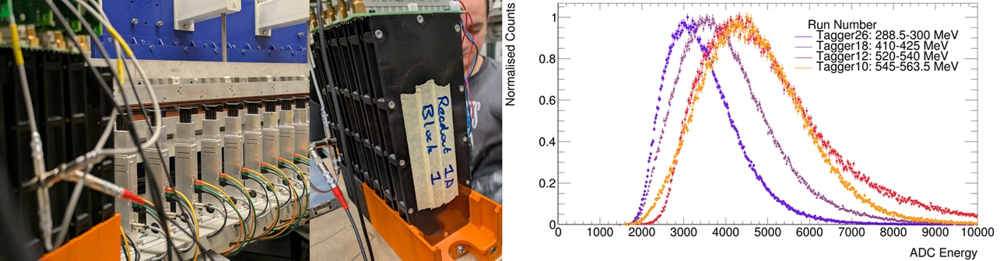 3
Readout 1D
Block 1
Normalised Counts
1
0.8
0.6
0.4
0.2
0
Run Number
Tagger26: 288.5-300 MeV
Tagger18: 410-425 MeV
Tagger12: 520-540 MeV
Tagger10: 545-563.5 MeV
0 1000 2000 3000 4000 5000 6000 7000 8000 9000 10000
ADC Energy